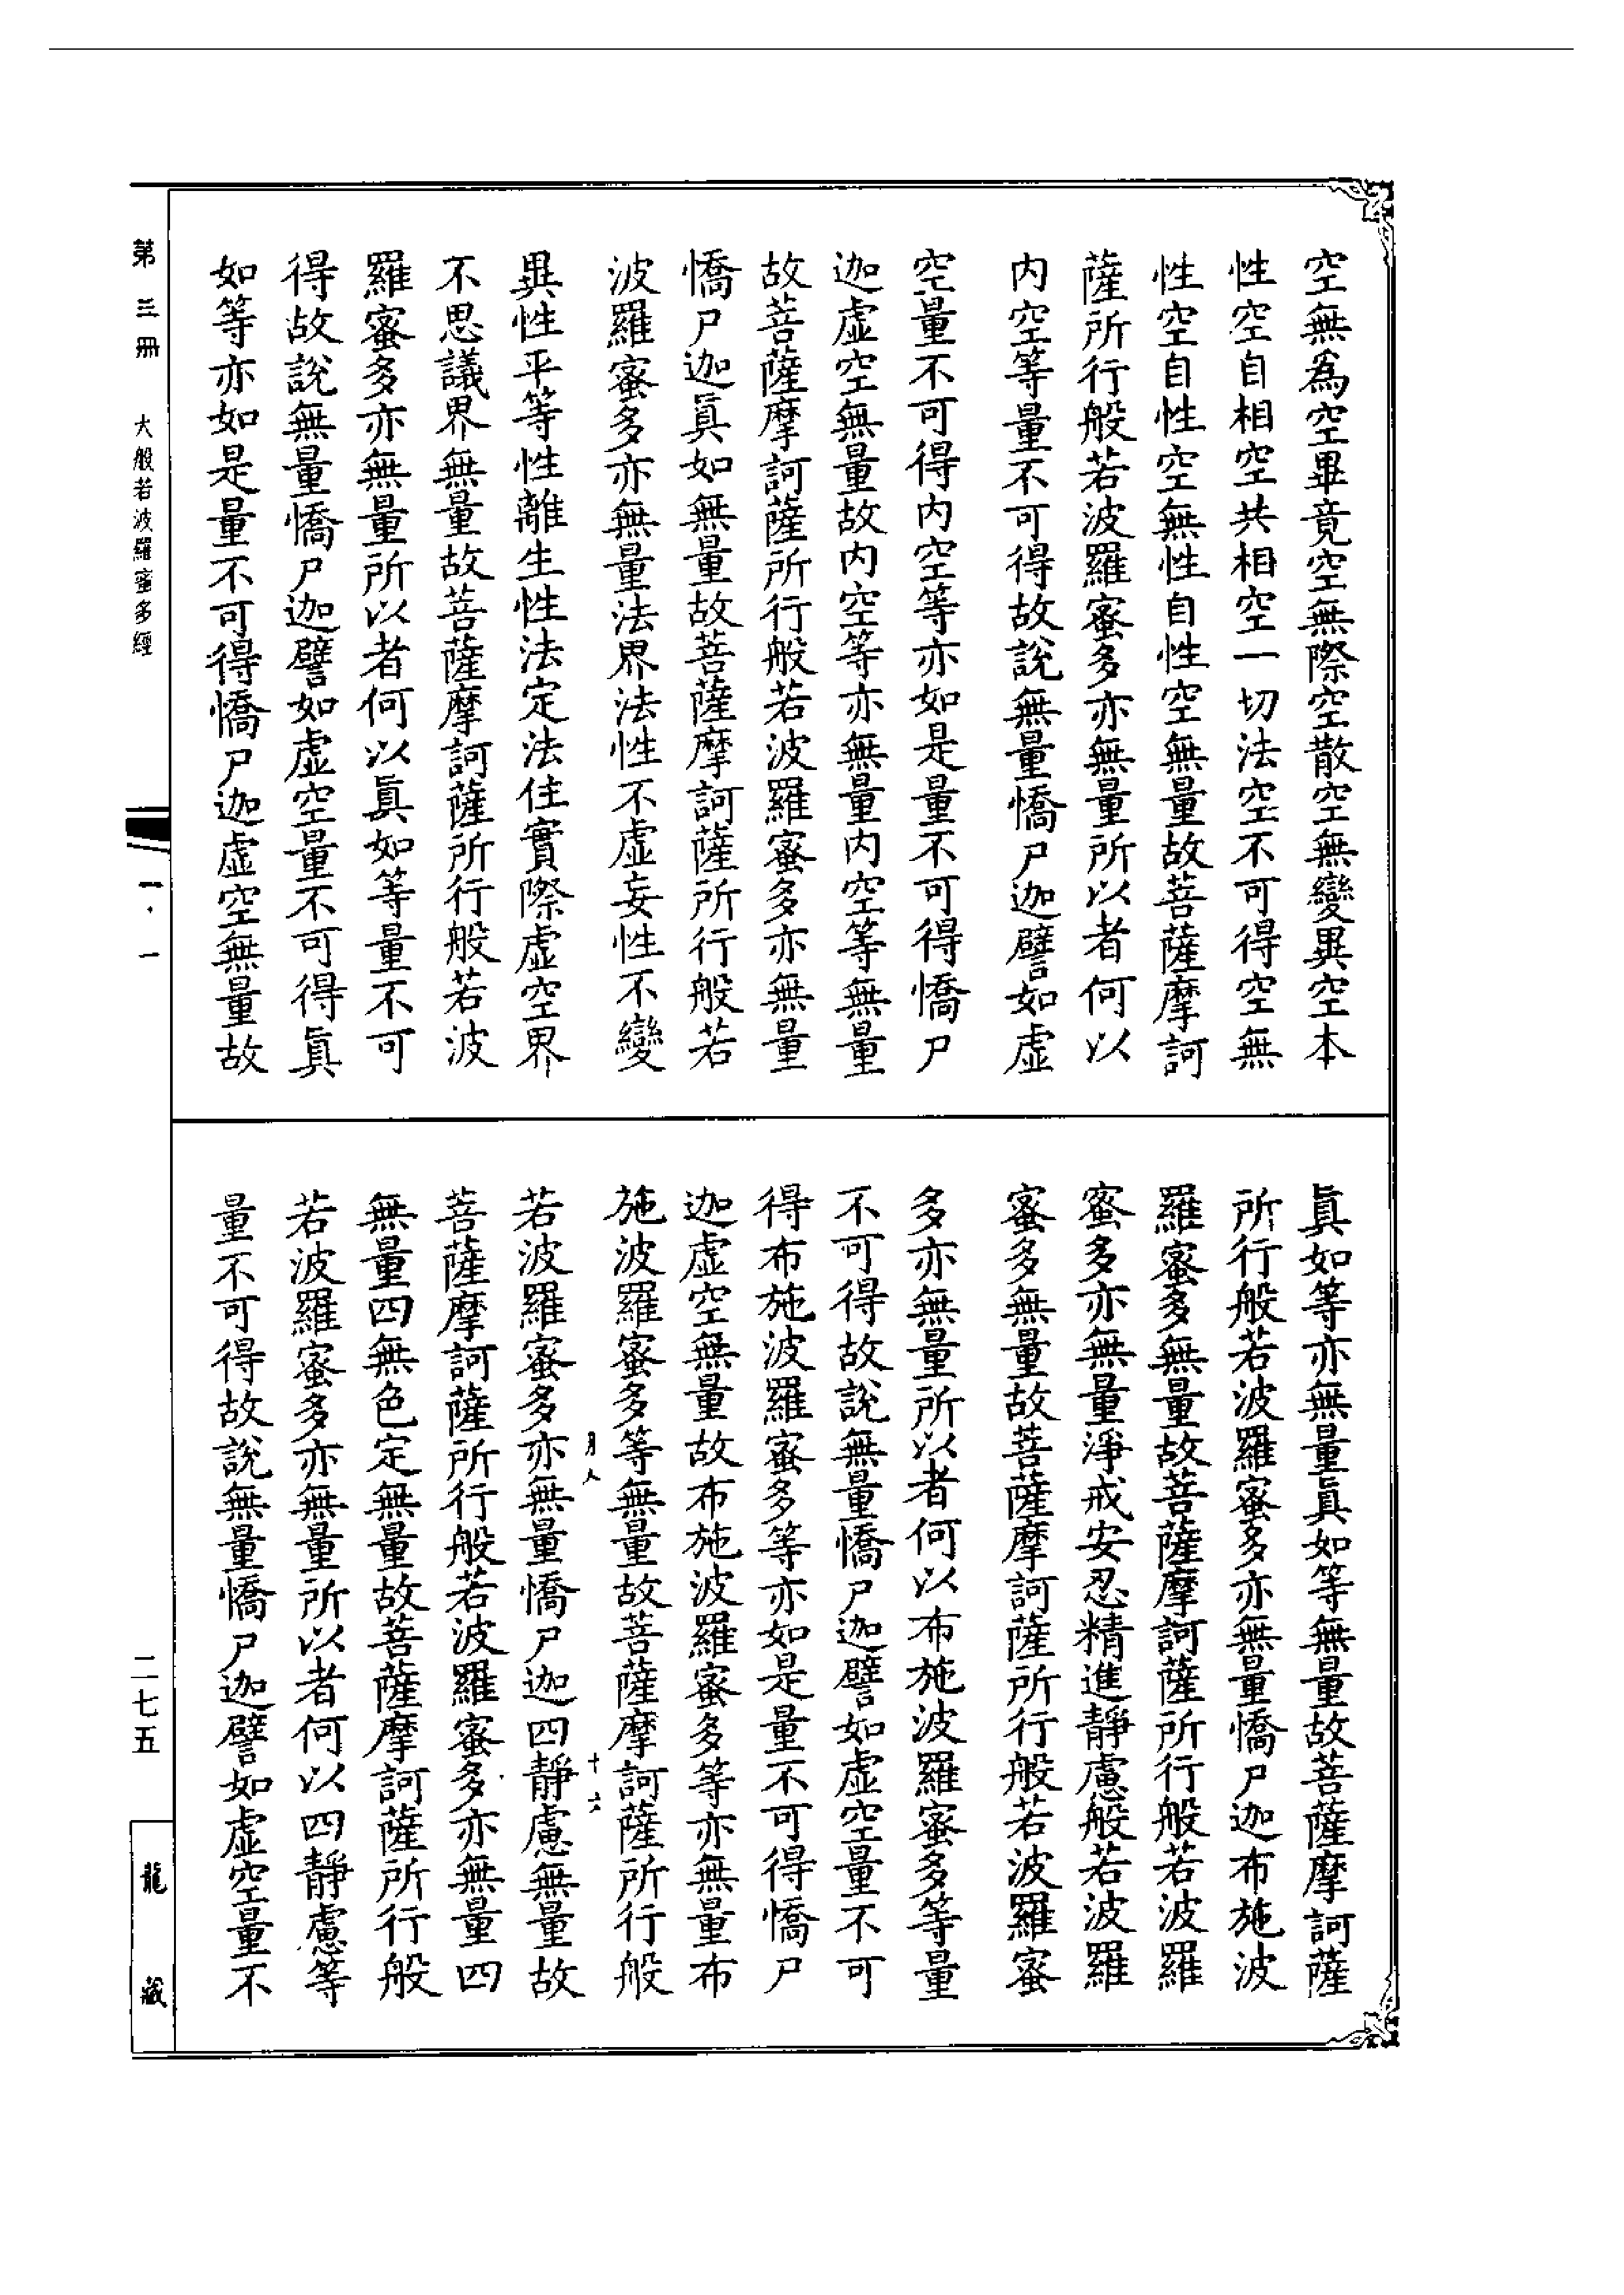 空無為空畢竟空無際空散空無變異空本
性空自相空共相空一切法空不可得空無
性空自性空無性自性空無量故菩薩摩訶
薩所行般若波羅蜜多亦無量所以者何以
内空等量不可得故說無量憍尸迦譬如虛
空量不可得内空等亦如是量不可得憍尸
迦虛空無量故内空等亦無量内空等無量
故菩薩摩訶薩所行般若波羅蜜多亦無量
憍尸迦真如無量故菩薩摩訶薩所行般若
波羅蜜多亦無量法界法性不虛妄性不變
異性平等性離生性法定法住實際虛空界
不思議界無量故菩薩摩訶薩所行般若波
羅蜜多亦無量所以者何以真如等量不可
得故說無量憍尸迦譬如虛空量不可得真
如等亦如是量不可得憍尸迦虛空無量故
真如等亦無量真如等無量故菩薩摩訶薩
所行般若波羅蜜多亦無量憍尸迦布施波
羅蜜多無量故菩薩摩訶薩所行般若波羅
蜜多亦無量淨戒安忍精進靜慮般若波羅
蜜多無量故菩薩摩訶薩所行般若波羅蜜
多亦無量所以者何以布施波羅蜜多等量
不可得故說無量憍尸迦譬如虛空量不可
得布施波羅蜜多等亦如是量不可得憍尸
迦虛空無量故布施波羅蜜多等亦無量布
施波羅蜜多等無量故菩薩摩訶薩所行般
十六
若波羅蜜多亦無量憍尸迦四靜慮無量故
菩薩摩訶薩所行般若波羅蜜多亦無量四
無量四無色定無量故菩薩摩訶薩所行般
若波羅蜜多亦無量所以者何以四靜慮等
量不可得故說無量憍尸迦譬如虛空量不
第三冊 大般若波羅蜜多經
二七五
龍藏